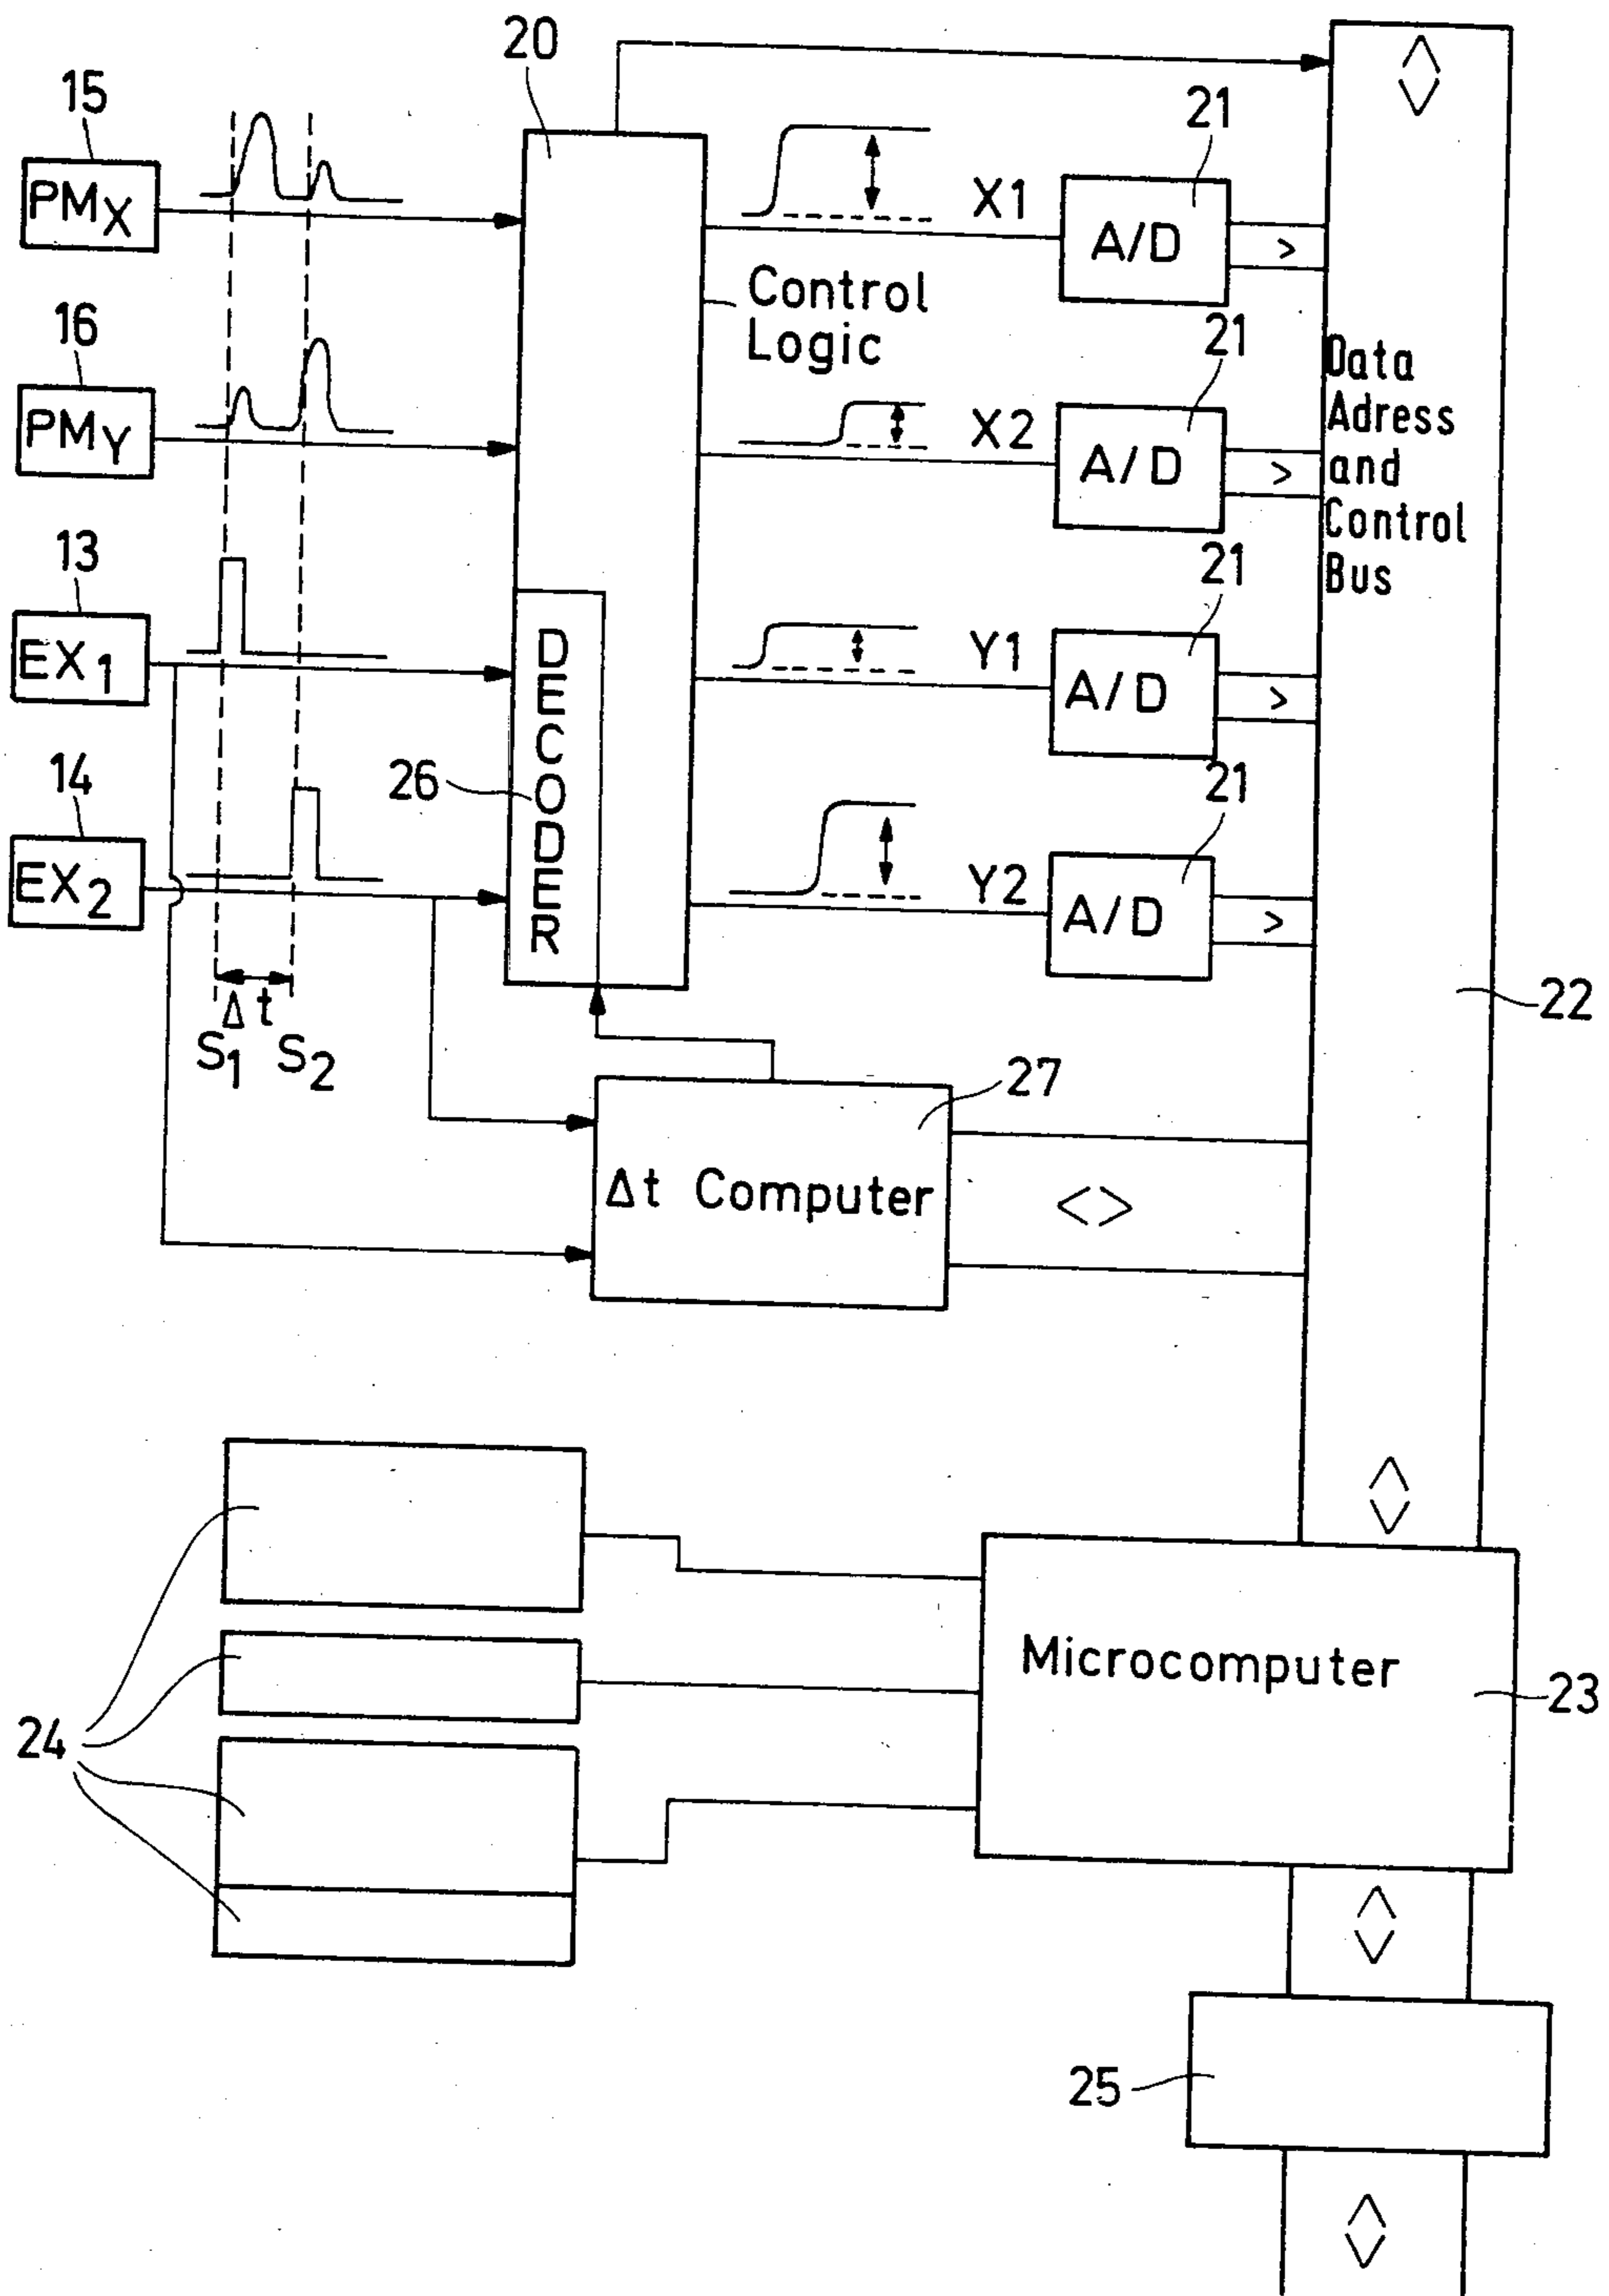 20
15
21
PMX
X1
A/D
>
Control
Logic
16
21
Data
Adress
and
Control
Bus
PMY
X2
A/D
>
13
21
EX1
DECODER
Y1
A/D
>
14
26
21
EX2
Y2
A/D
>
22
Δt
S1 S2
27
Δt Computer
<>
Microcomputer
23
24
25